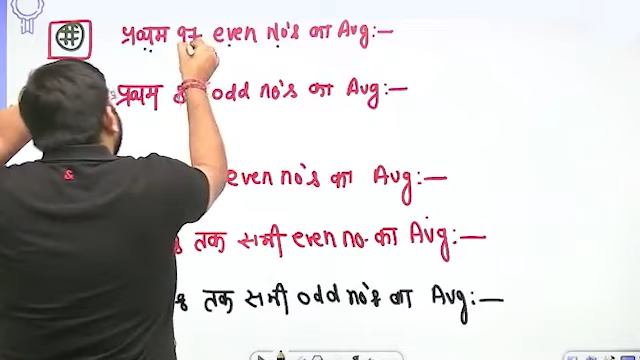 प्रथम 97 even no's का Avg:—
प्रथम odd no's का Avg:—
even no's का Avg:—
तक सभी even no. का Avg:—
तक सभी odd no's का Avg:—